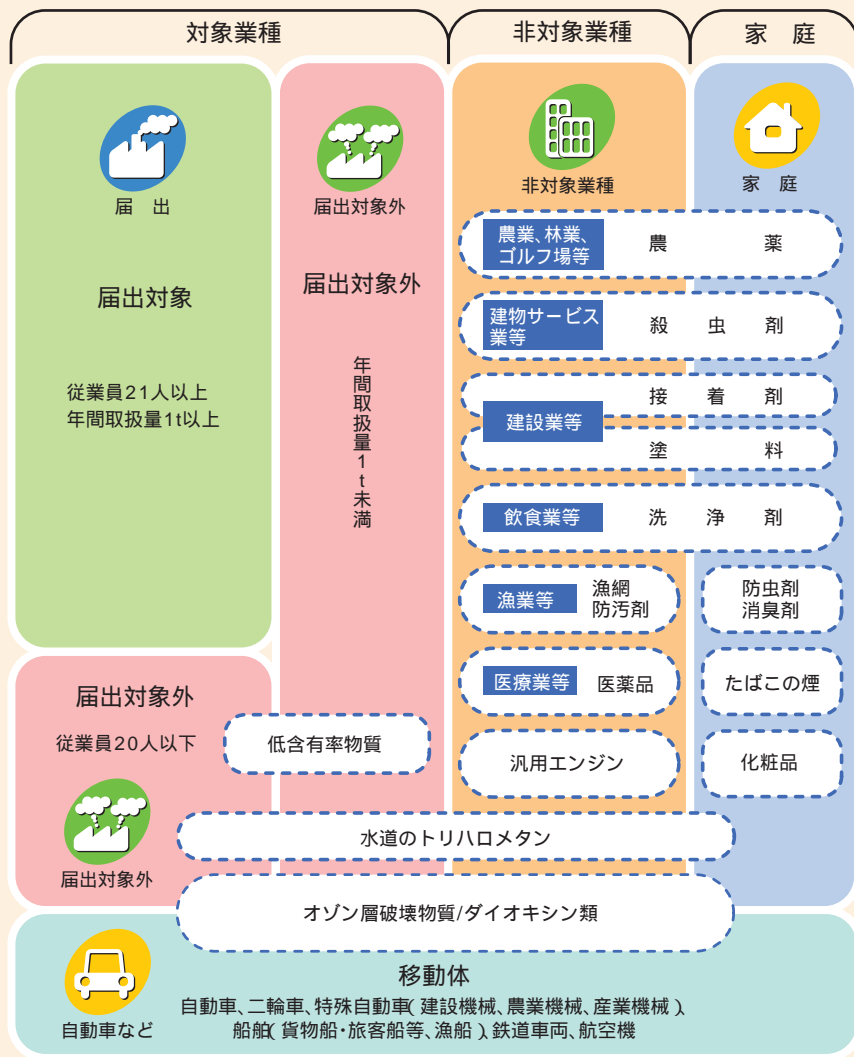 対象業種
非対象業種
家 庭
届 出
届出対象
従業員21人以上
年間取扱量1t以上
届出対象外
届出対象外
年間取扱量1t未満
非対象業種
家 庭
農業、林業、
ゴルフ場等
農 薬
建物サービス
業等
殺 虫 剤
建設業等
接 着 剤
塗 料
飲食業等
洗 浄 剤
漁業等
漁網
防汚剤
防虫剤
消臭剤
医療業等
医薬品
たばこの煙
届出対象外
従業員20人以下
低含有率物質
汎用エンジン
化粧品
届出対象外
水道のトリハロメタン
オゾン層破壊物質/ダイオキシン類
自動車など
移動体
自動車、二輪車、特殊自動車(建設機械、農業機械、産業機械)、
船舶(貨物船・旅客船等、漁船)、鉄道車両、航空機